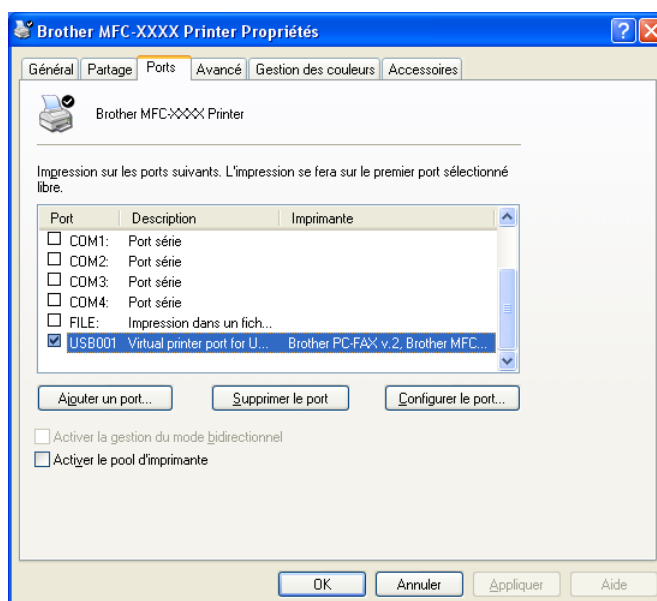 Brother MFC-XXXX Printer Propriétés
Général Partage Ports Avancé Gestion des couleurs Accessoires
Brother MFC-XXX Printer
Impression sur les ports suivants. L'impression se fera sur le premier port sélectionné
libre.
Port Description Imprimante
COM1: Port série
COM2: Port série
COM3: Port série
COM4: Port série
FILE: Impression dans un fich...
USB001 Virtual printer port for U... Brother PC-FAX v.2, Brother MFC...
Ajouter un port... Supprimer le port Configurer le port...
Activer la gestion du mode bidirectionnel
Activer le pool d'imprimante
OK Annuler Appliquer Aide